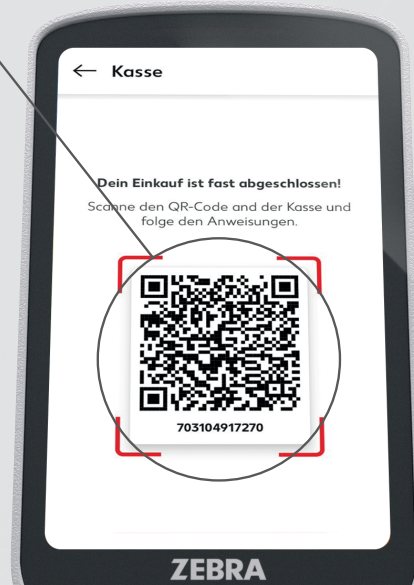 ← Kasse
Dein Einkauf ist fast abgeschlossen!
Scanne den QR-Code and der Kasse und
folge den Anweisungen.
703104917270
ZEBRA